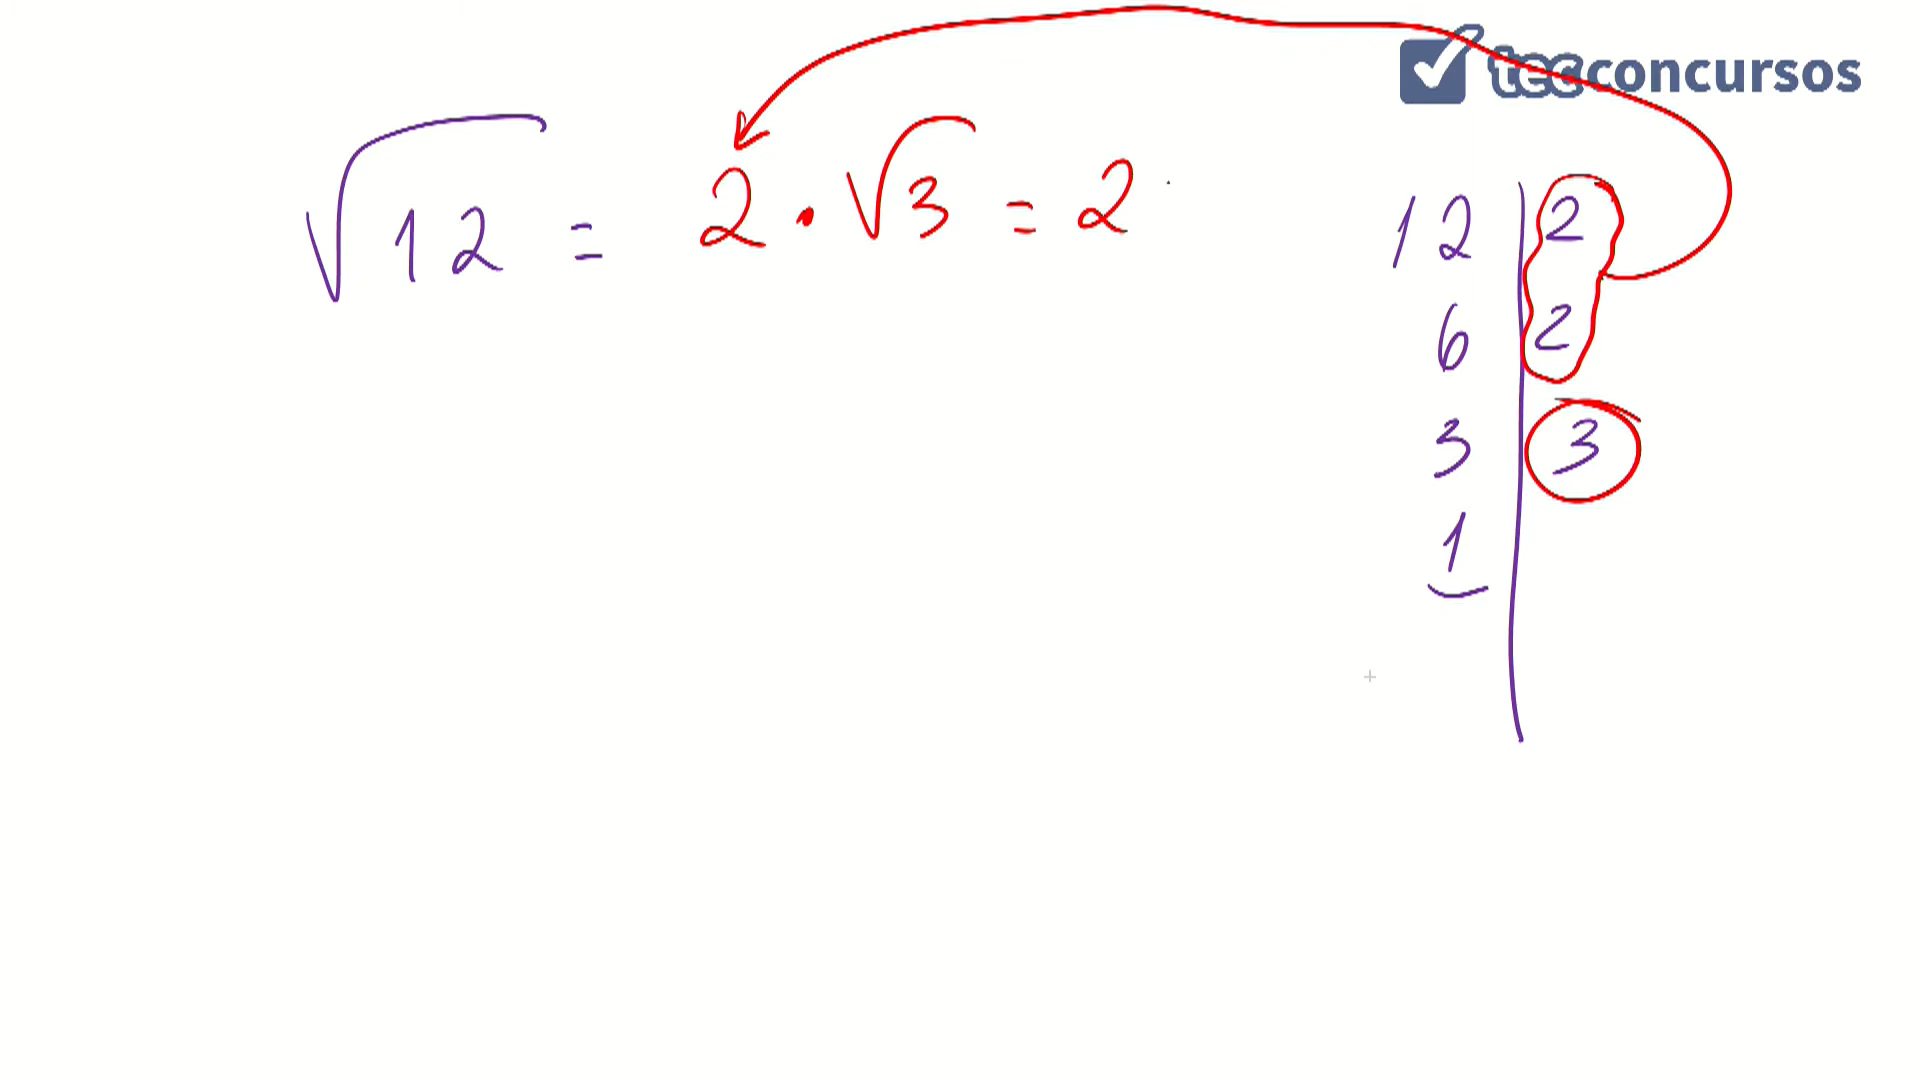 tecconcursos
√12 = 2 · √3 = 2
12 | 2
6 | 2
3 | 3
1